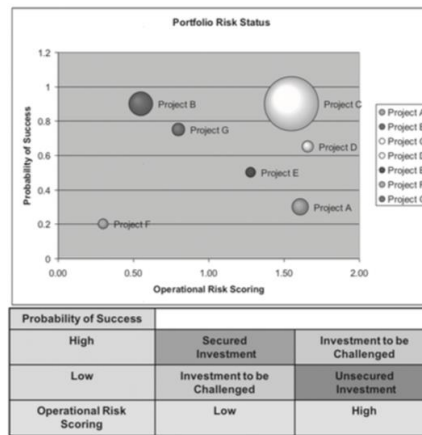 Portfolio Risk Status
1.2
1
0.8
0.6
0.4
0.2
0
Probability of Success
Project B
Project C
Project G
Project D
Project E
Project A
Project F
0.00
0.50
1.00
1.50
2.00
Operational Risk Scoring
Project
Project
Project
Project
Project
Project
Project
Probability of Success
High
Secured
Investment
Investment to be
Challenged
Low
Investment to be
Challenged
Unsecured
Investment
Operational Risk
Scoring
Low
High